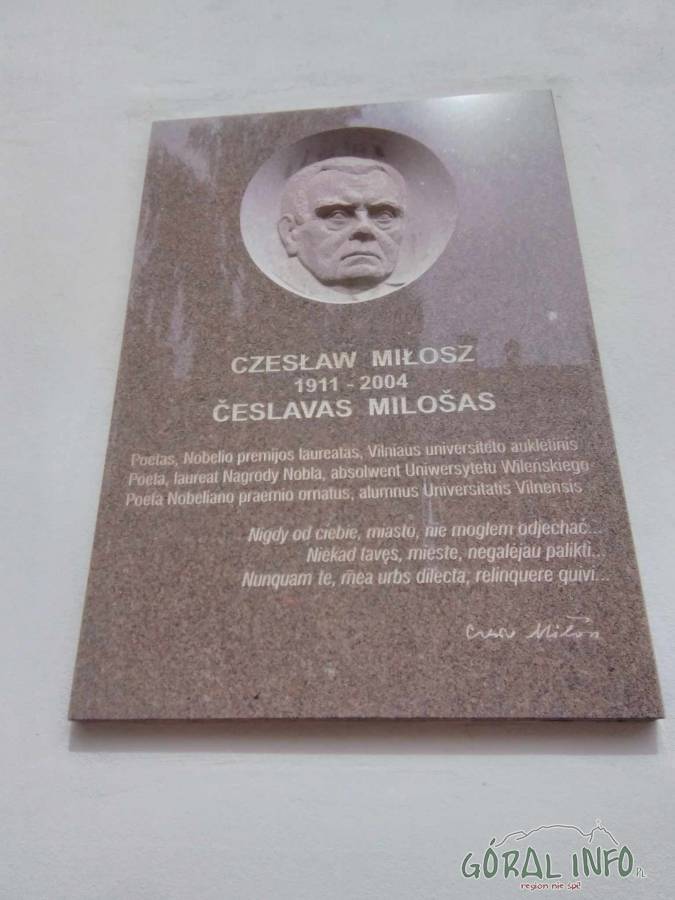 CZESŁAW MIŁOSZ
1911 - 2004
ČESLAVAS MILOŠAS
Poetas, Nobelio premijos laureatas, Vilniaus universiteto auklėtinis
Poeta, laureat Nagrody Nobla, absolwent Uniwersytetu Wileńskiego
Poeta Nobeliano praemio ornatus, alumnus Universitatis Vilnensis
Nigdy od ciebie, miasto, nie mogłem odjechać...
Niekad tavęs, mieste, negalėjau palikti...
Nunquam te, mea urbs dilecta, relinquere quivi...
GÓRAL INFO.PL
region nie śpi!